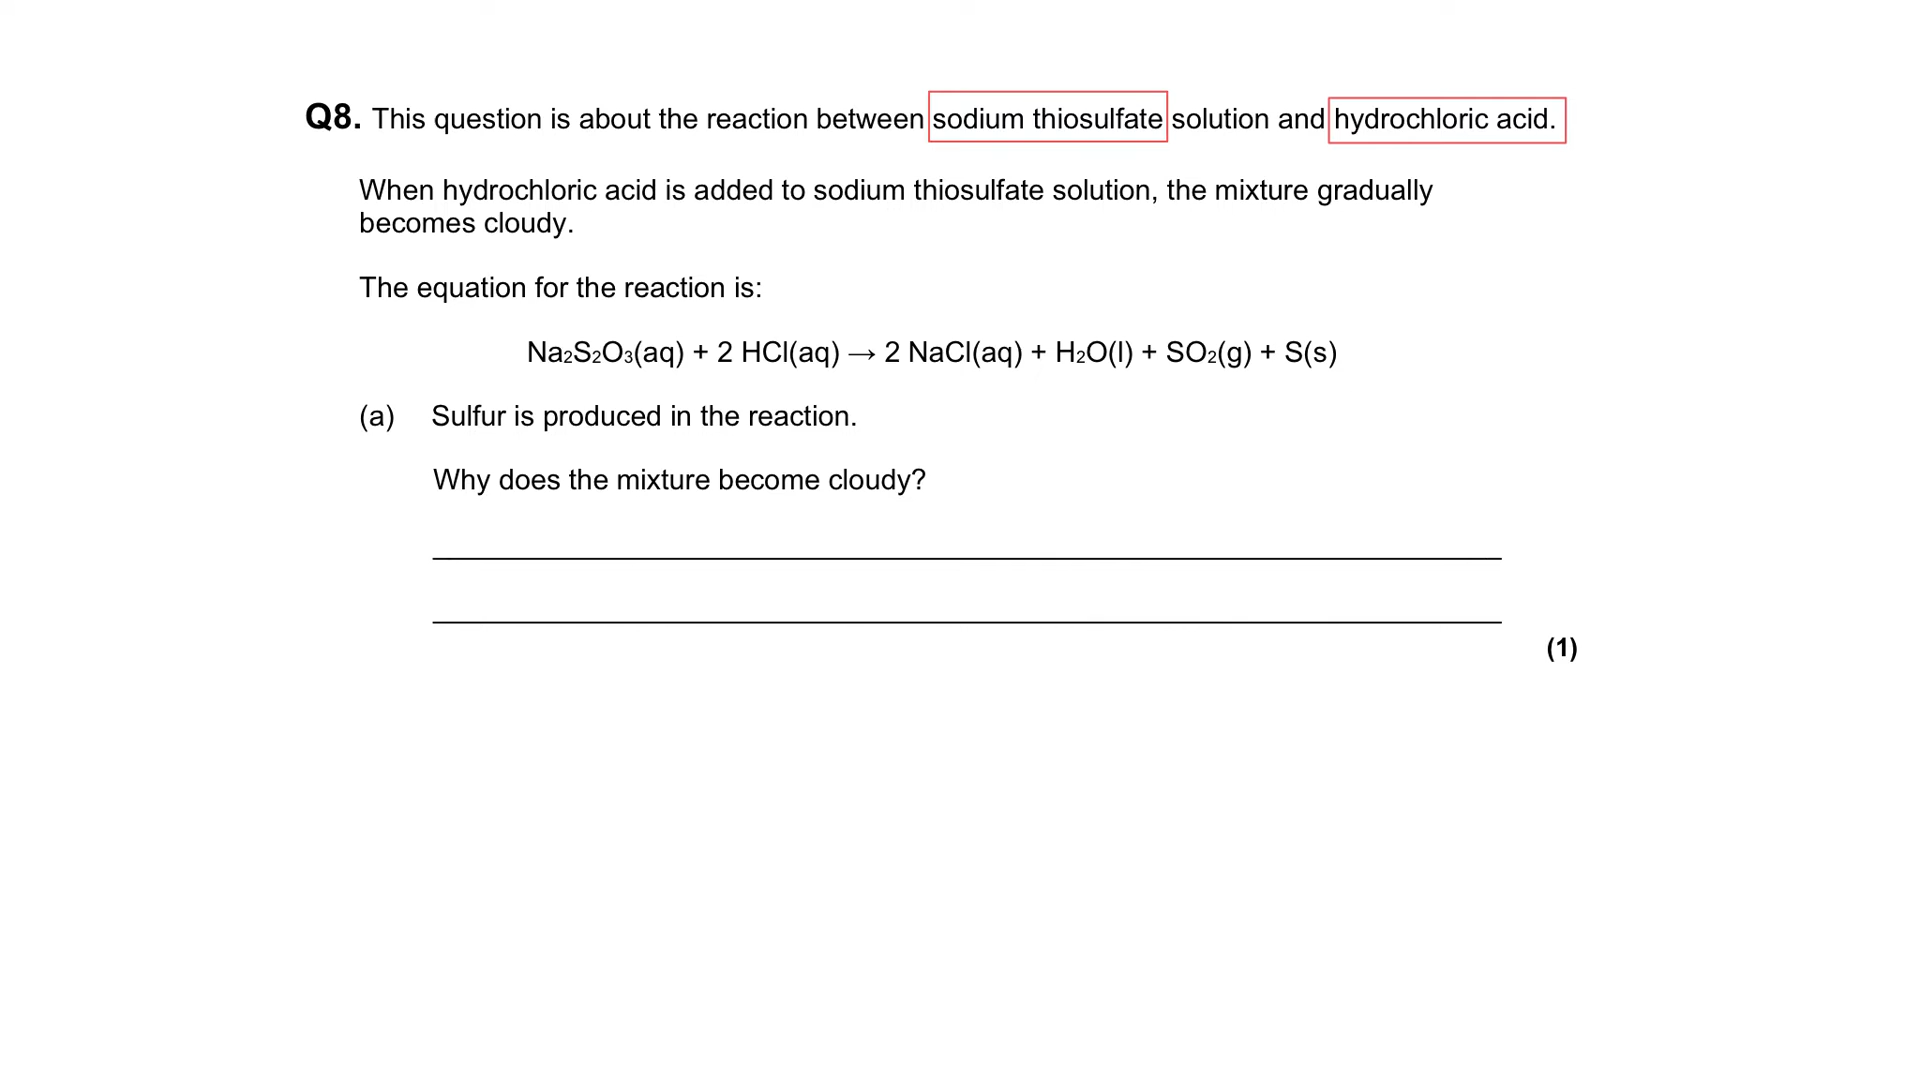 Q8. This question is about the reaction between sodium thiosulfate solution and hydrochloric acid.
When hydrochloric acid is added to sodium thiosulfate solution, the mixture gradually
becomes cloudy.
The equation for the reaction is:
Na₂S₂O₃(aq) + 2 HCl(aq) → 2 NaCl(aq) + H₂O(l) + SO₂(g) + S(s)
(a) Sulfur is produced in the reaction.
Why does the mixture become cloudy?
(1)